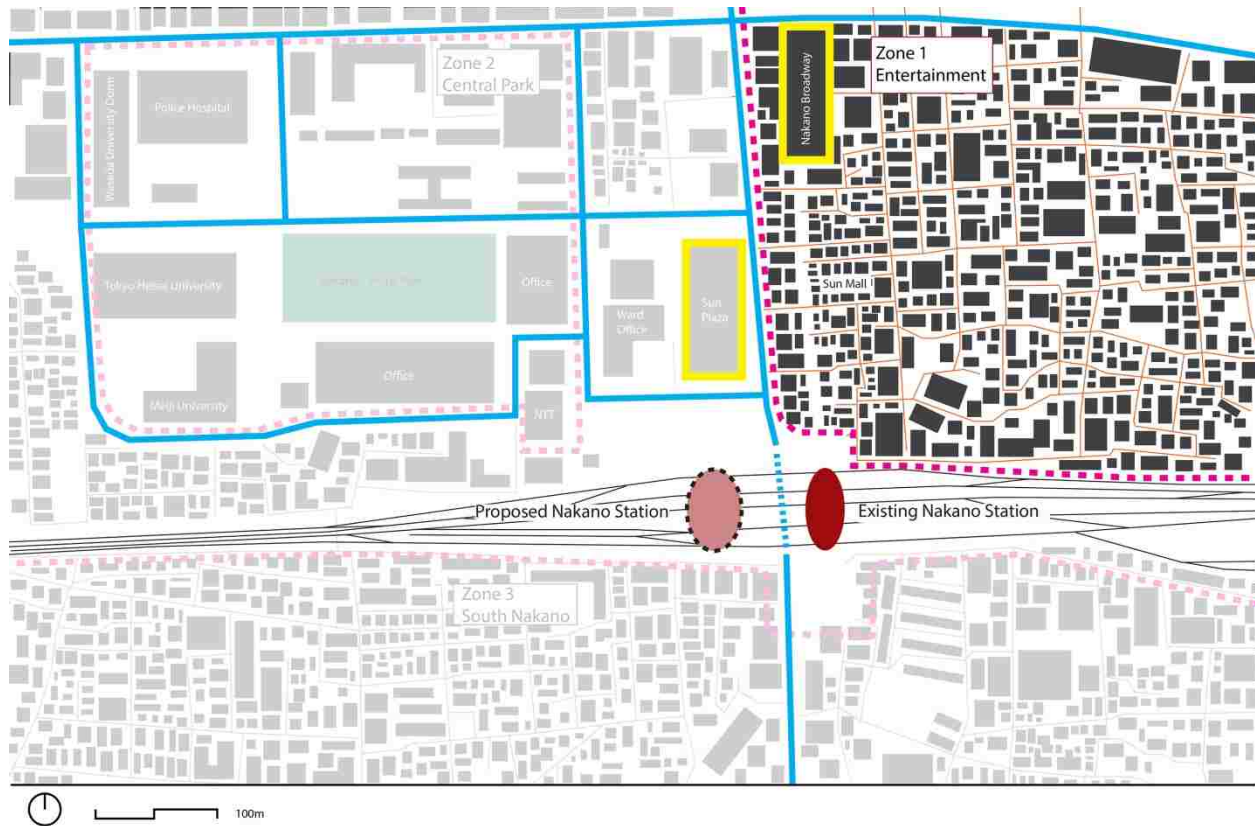 Zone 1
Entertainment
Nakano Broadway
Zone 2
Central Park
Police Hospital
Waseda University Dorm
Tokyo Heisei University
Office
Sun
Plaza
Ward
Office
Sun Mall
Office
Meiji University
NTT
Proposed Nakano Station
Existing Nakano Station
Zone 3
South Nakano
100m